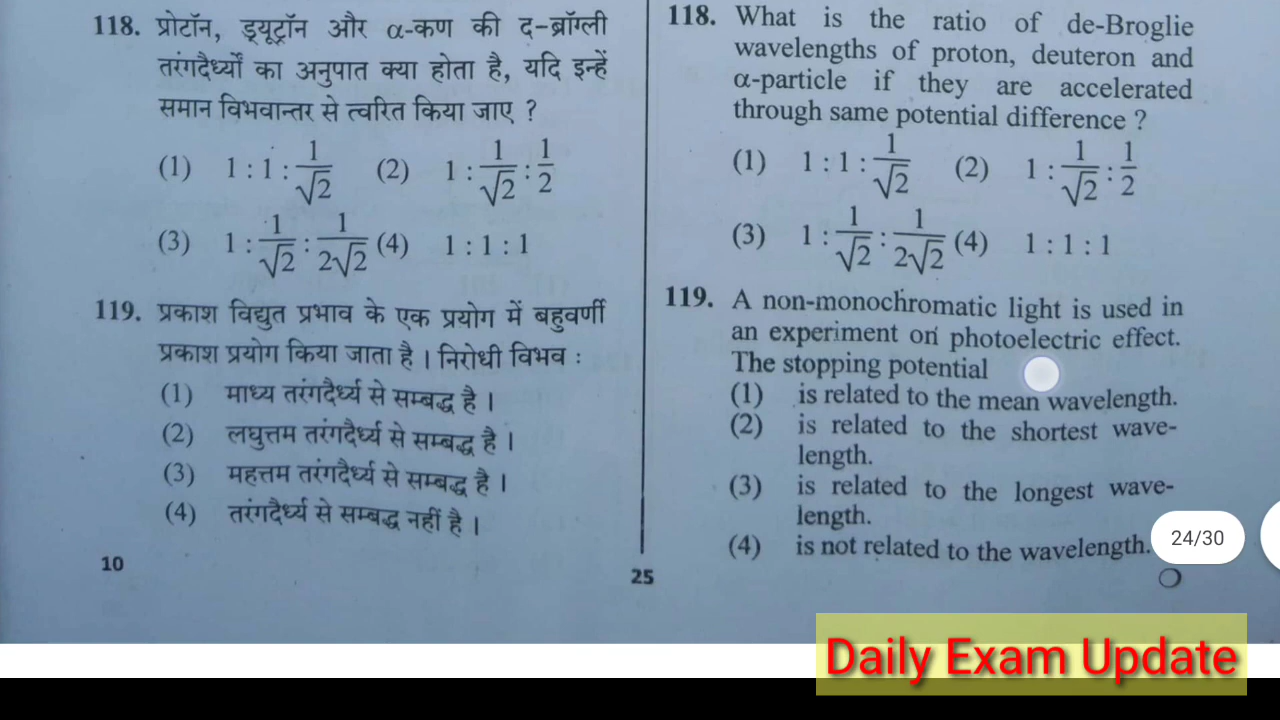 118. प्रोटॉन, ड्यूट्रॉन और α-कण की द-ब्रॉग्ली
तरंगदैर्ध्यों का अनुपात क्या होता है, यदि इन्हें
समान विभवान्तर से त्वरित किया जाए ?
(1) 1 : 1 : 1/√2 (2) 1 : 1/√2 : 1/2
(3) 1 : 1/√2 : 1/2√2 (4) 1 : 1 : 1
119. प्रकाश विद्युत प्रभाव के एक प्रयोग में बहुवर्णी
प्रकाश प्रयोग किया जाता है । निरोधी विभव :
(1) माध्य तरंगदैर्ध्य से सम्बद्ध है ।
(2) लघुत्तम तरंगदैर्ध्य से सम्बद्ध है ।
(3) महत्तम तरंगदैर्ध्य से सम्बद्ध है ।
(4) तरंगदैर्ध्य से सम्बद्ध नहीं है ।
10
25
118. What is the ratio of de-Broglie
wavelengths of proton, deuteron and
α-particle if they are accelerated
through same potential difference ?
(1) 1 : 1 : 1/√2 (2) 1 : 1/√2 : 1/2
(3) 1 : 1/√2 : 1/2√2 (4) 1 : 1 : 1
119. A non-monochromatic light is used in
an experiment on photoelectric effect.
The stopping potential
(1) is related to the mean wavelength.
(2) is related to the shortest wave-
length.
(3) is related to the longest wave-
length.
(4) is not related to the wavelength.
24/30
Daily Exam Update